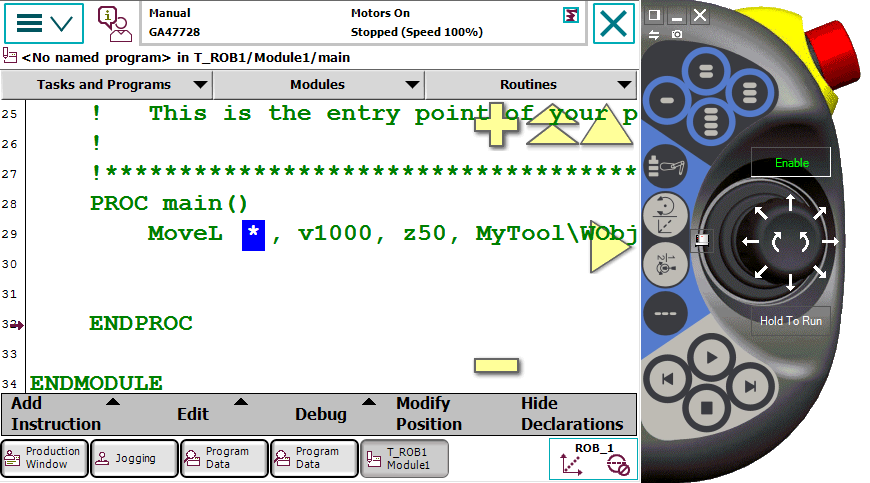 Manual
GA47728
Motors On
Stopped (Speed 100%)
<No named program> in T_ROB1/Module1/main
Tasks and Programs
Modules
Routines
25 ! This is the entry point of your p
26 !
27 !*************************************
28 PROC main()
29 MoveL *, v1000, z50, MyTool\WObj
30
31
32 ENDPROC
33
34 ENDMODULE
Add Instruction
Edit
Debug
Modify Position
Hide Declarations
Production Window
Jogging
Program Data
Program Data
T_ROB1 Module1
ROB_1
Enable
Hold To Run